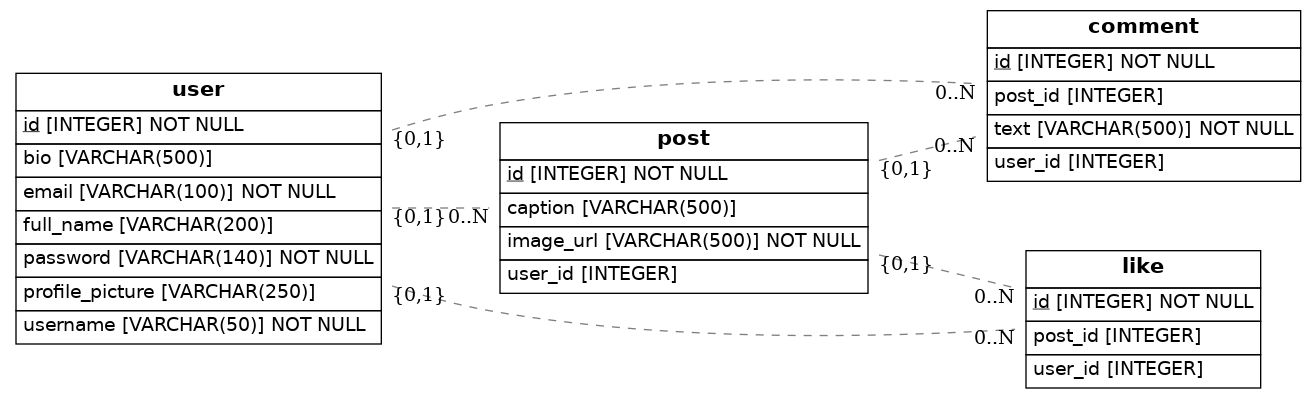 user
id [INTEGER] NOT NULL
bio [VARCHAR(500)]
email [VARCHAR(100)] NOT NULL
full_name [VARCHAR(200)]
password [VARCHAR(140)] NOT NULL
profile_picture [VARCHAR(250)]
username [VARCHAR(50)] NOT NULL
{0,1}
0..N
{0,1}
0..N
{0,1}
0..N
post
id [INTEGER] NOT NULL
caption [VARCHAR(500)]
image_url [VARCHAR(500)] NOT NULL
user_id [INTEGER]
{0,1}
0..N
{0,1}
0..N
comment
id [INTEGER] NOT NULL
post_id [INTEGER]
text [VARCHAR(500)] NOT NULL
user_id [INTEGER]
like
id [INTEGER] NOT NULL
post_id [INTEGER]
user_id [INTEGER]